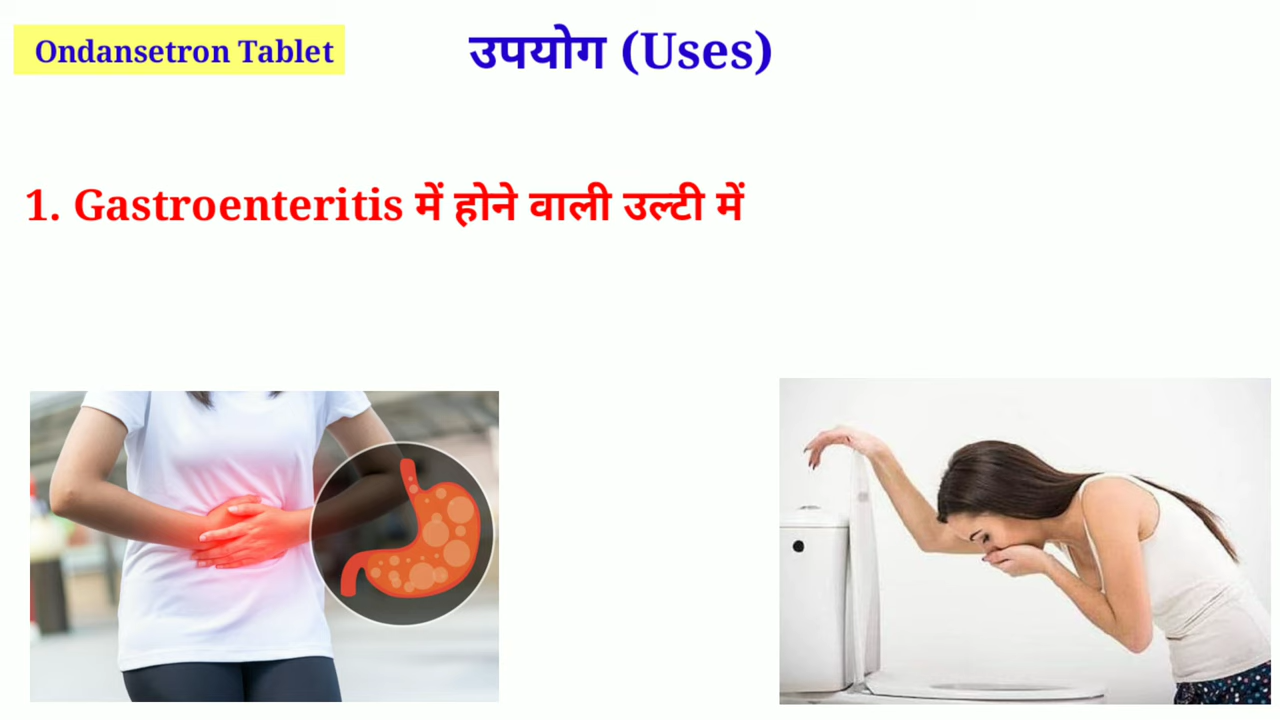 Ondansetron Tablet
उपयोग (Uses)
1. Gastroenteritis में होने वाली उल्टी में